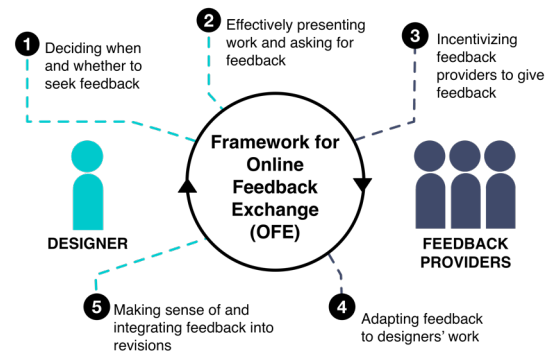 1
Deciding when
and whether to
seek feedback
2
Effectively presenting
work and asking for
feedback
3
Incentivizing
feedback
providers to give
feedback
Framework for
Online
Feedback
Exchange
(OFE)
DESIGNER
FEEDBACK
PROVIDERS
5
Making sense of and
integrating feedback into
revisions
4
Adapting feedback
to designers' work